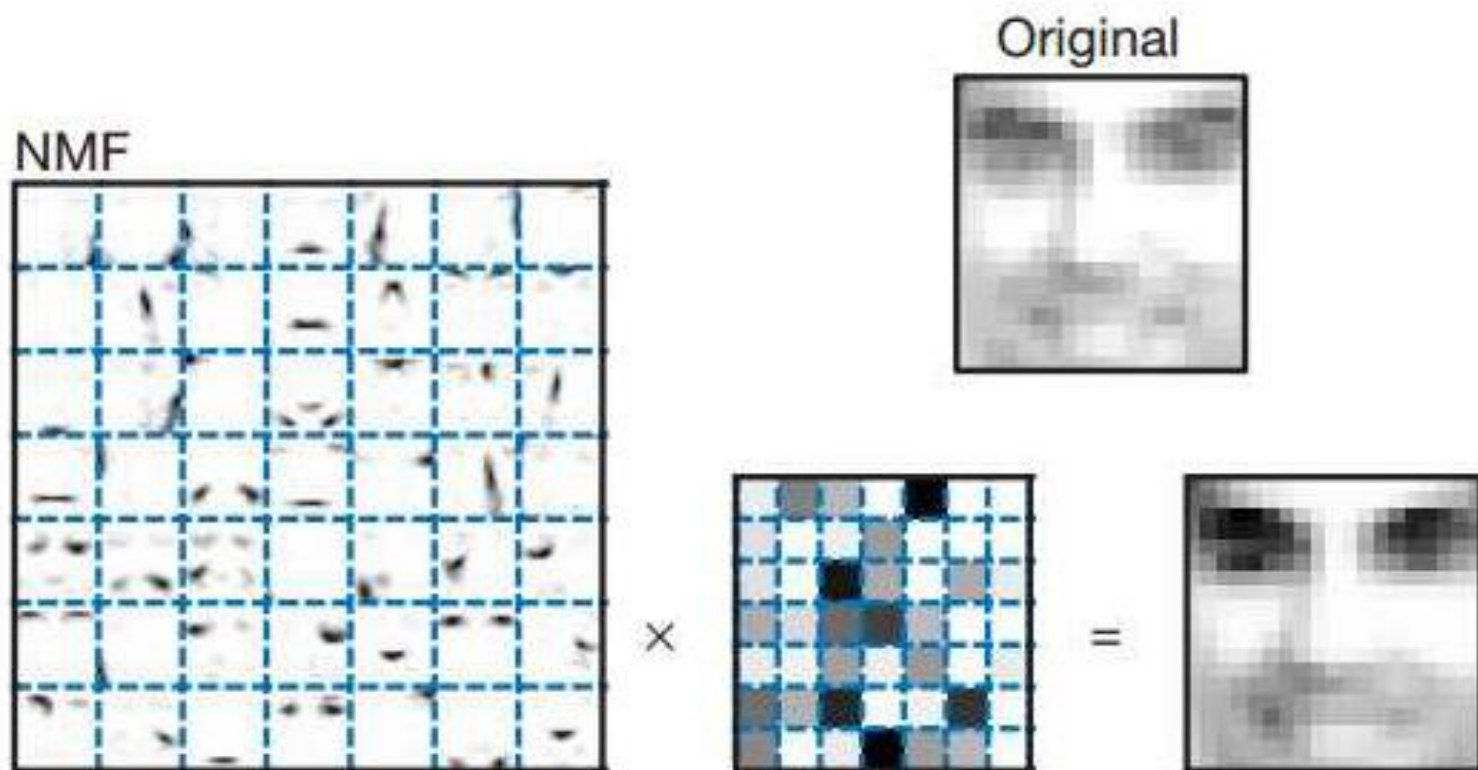 Original
NMF
×
=